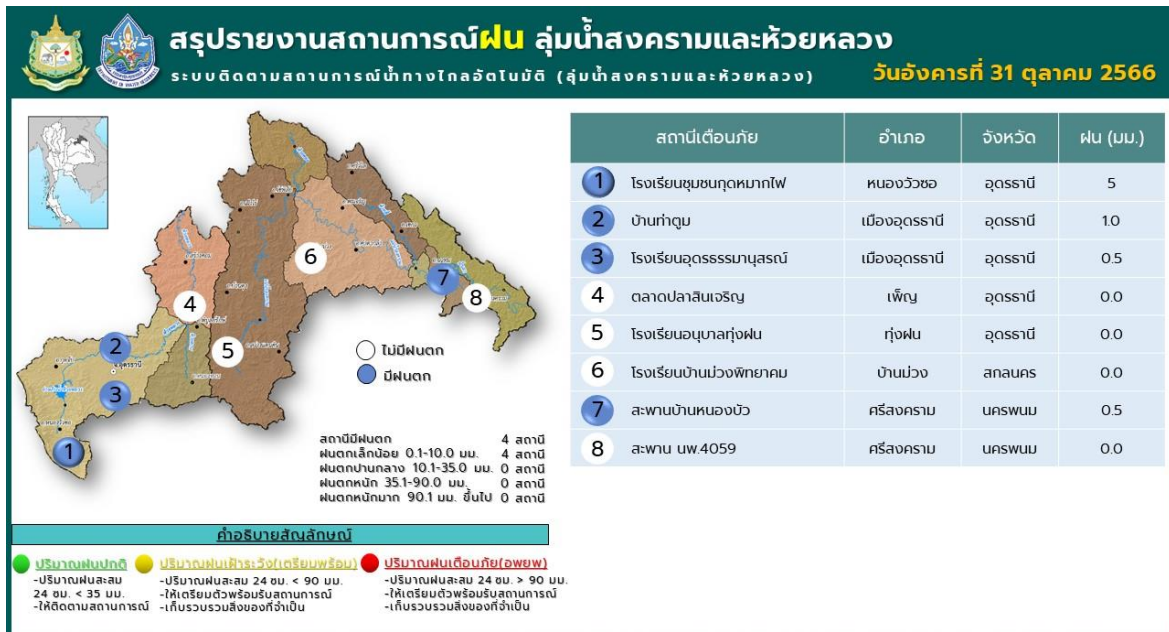 สรุปรายงานสถานการณ์ฝน ลุ่มน้ำสงครามและห้วยหลวง
ระบบติดตามสถานการณ์น้ำทางไกลอัตโนมัติ (ลุ่มน้ำสงครามและห้วยหลวง)
วันอังคารที่ 31 ตุลาคม 2566
สถานีเตือนภัย อำเภอ จังหวัด ฝน (มม.)
1 โรงเรียนชุมชนกุดหมากไฟ หนองวัวซอ อุดรธานี 5
2 บ้านท่าตูม เมืองอุดรธานี อุดรธานี 1.0
3 โรงเรียนอุดรธรรมานุสรณ์ เมืองอุดรธานี อุดรธานี 0.5
4 ตลาดปลาสินเจริญ เพ็ญ อุดรธานี 0.0
5 โรงเรียนอนุบาลทุ่งฝน ทุ่งฝน อุดรธานี 0.0
6 โรงเรียนบ้านม่วงพิทยาคม บ้านม่วง สกลนคร 0.0
7 สะพานบ้านหนองบัว ศรีสงคราม นครพนม 0.5
8 สะพาน นพ.4059 ศรีสงคราม นครพนม 0.0
6
7
8
4
5
2
3
1
อ.อุดรธานี
ไม่มีฝนตก
มีฝนตก
สถานีมีฝนตก 4 สถานี
ฝนตกเล็กน้อย 0.1-10.0 มม. 4 สถานี
ฝนตกปานกลาง 10.1-35.0 มม. 0 สถานี
ฝนตกหนัก 35.1-90.0 มม. 0 สถานี
ฝนตกหนักมาก 90.1 มม. ขึ้นไป 0 สถานี
คำอธิบายสัญลักษณ์
ปริมาณฝนปกติ
-ปริมาณฝนสะสม
24 ชม. < 35 มม.
-ให้ติดตามสถานการณ์
ปริมาณฝนเฝ้าระวัง(เตรียมพร้อม)
-ปริมาณฝนสะสม 24 ชม. < 90 มม.
-ให้เตรียมตัวพร้อมรับสถานการณ์
-เก็บรวบรวมสิ่งของที่จำเป็น
ปริมาณฝนเตือนภัย(อพยพ)
-ปริมาณฝนสะสม 24 ชม. > 90 มม.
-ให้เตรียมตัวพร้อมรับสถานการณ์
-เก็บรวบรวมสิ่งของที่จำเป็น